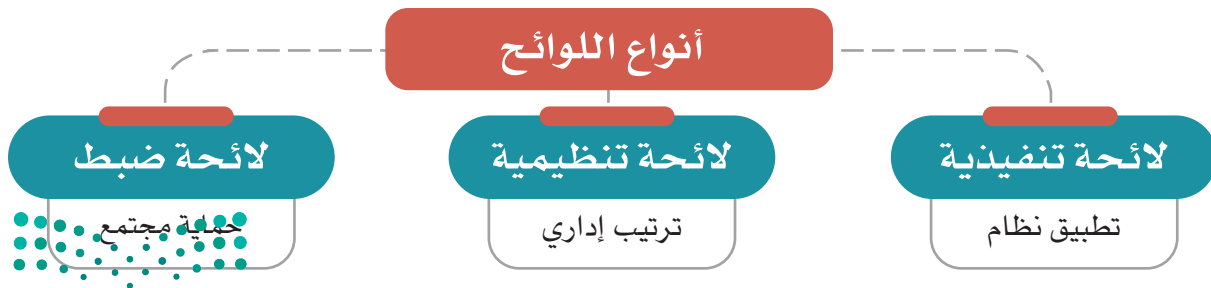 أنواع اللوائح
لائحة تنفيذية
تطبيق نظام
لائحة تنظيمية
ترتيب إداري
لائحة ضبط
حماية مجتمع